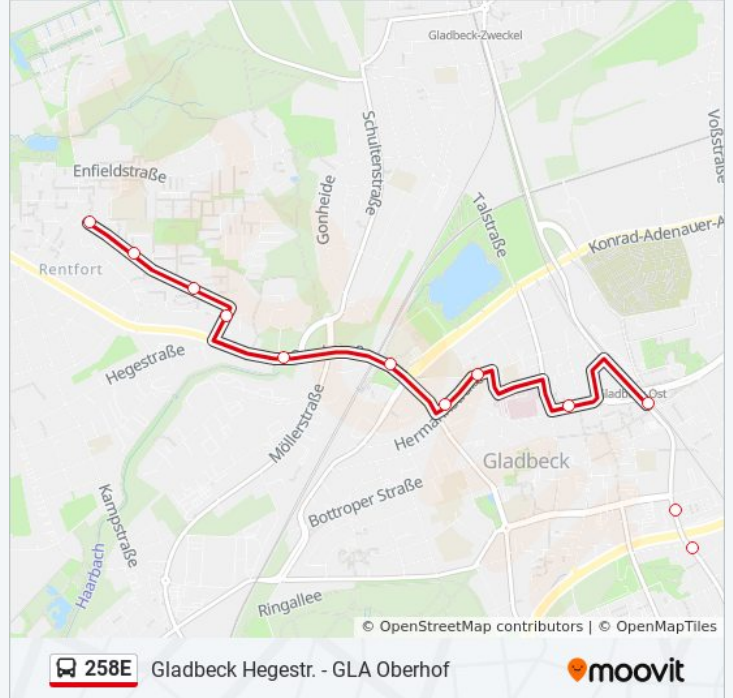 Gladbeck-Zweckel
Voßstraße
Schultenstraße
Enfieldstraße
Gonheide
Talstraße
Konrad-Adenauer-A
Rentfort
Hegestraße
Möllerstraße
Gladbeck
Bottroper Straße
Kampstraße
Haarbach
Ringallee
© OpenStreetMap contributors | © OpenMapTiles
258E Gladbeck Hegestr. - GLA Oberhof
moovit